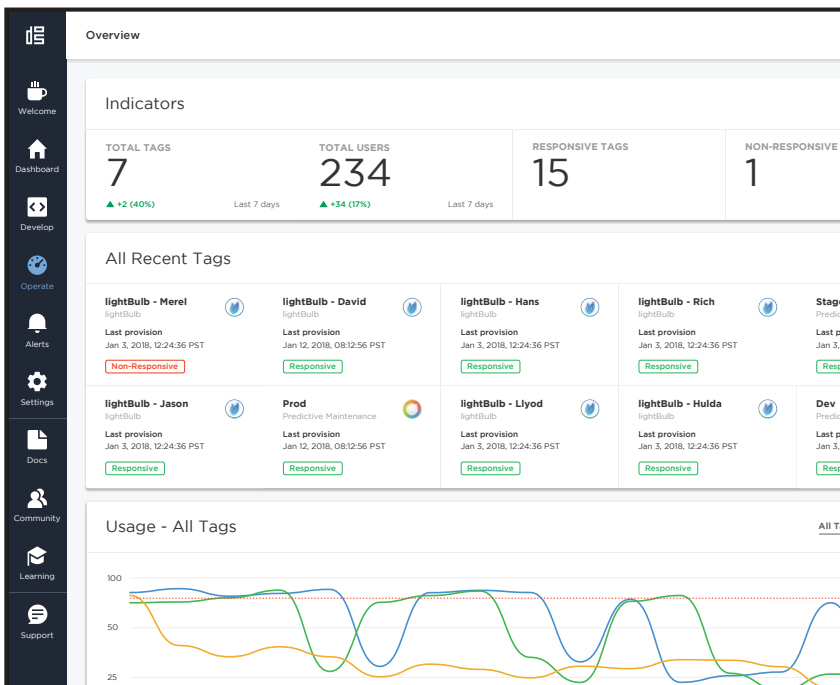 Overview
Welcome
Dashboard
Develop
Operate
Alerts
Settings
Docs
Community
Learning
Support
Indicators
TOTAL TAGS
7
+2 (40%)
Last 7 days
TOTAL USERS
234
+34 (17%)
Last 7 days
RESPONSIVE TAGS
15
NON-RESPONSIVE
1
All Recent Tags
lightBulb - Merel
lightBulb
Last provision
Jan 3, 2018, 12:24:36 PST
Non-Responsive
lightBulb - David
lightBulb
Last provision
Jan 12, 2018, 08:12:56 PST
Responsive
lightBulb - Hans
lightBulb
Last provision
Jan 3, 2018, 12:24:36 PST
Responsive
lightBulb - Rich
lightBulb
Last provision
Jan 3, 2018, 12:24:36 PST
Responsive
lightBulb - Jason
lightBulb
Last provision
Jan 3, 2018, 12:24:36 PST
Responsive
Prod
Predictive Maintenance
Last provision
Jan 12, 2018, 08:12:56 PST
Responsive
lightBulb - Llyod
lightBulb
Last provision
Jan 3, 2018, 12:24:36 PST
Responsive
lightBulb - Hulda
lightBulb
Last provision
Jan 3, 2018, 12:24:36 PST
Responsive
Dev
Jan 3,
Usage - All Tags
All
100
50
25